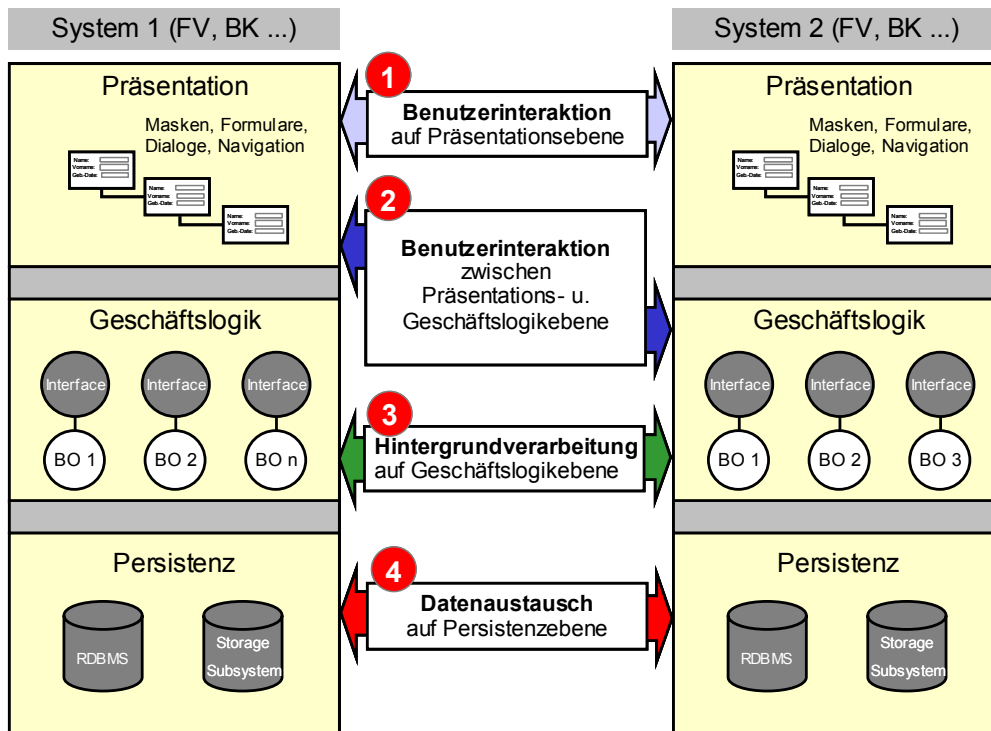 System 1 (FV, BK ...)
Präsentation
Masken, Formulare,
Dialoge, Navigation
Name:
Vorname:
Geb.-Date:
Name:
Vorname:
Geb.-Date:
Name:
Vorname:
Geb.-Date:
Geschäftslogik
Interface
Interface
Interface
BO 1
BO 2
BO n
Persistenz
RDBMS
Storage
Subsystem
1
Benutzerinteraktion
auf Präsentationsebene
2
Benutzerinteraktion
zwischen
Präsentations- u.
Geschäftslogikebene
3
Hintergrundverarbeitung
auf Geschäftslogikebene
4
Datenaustausch
auf Persistenzebene
System 2 (FV, BK ...)
Präsentation
Masken, Formulare,
Dialoge, Navigation
Name:
Vorname:
Geb.-Date:
Name:
Vorname:
Geb.-Date:
Name:
Vorname:
Geb.-Date:
Geschäftslogik
Interface
Interface
Interface
BO 1
BO 2
BO 3
Persistenz
RDBMS
Storage
Subsystem